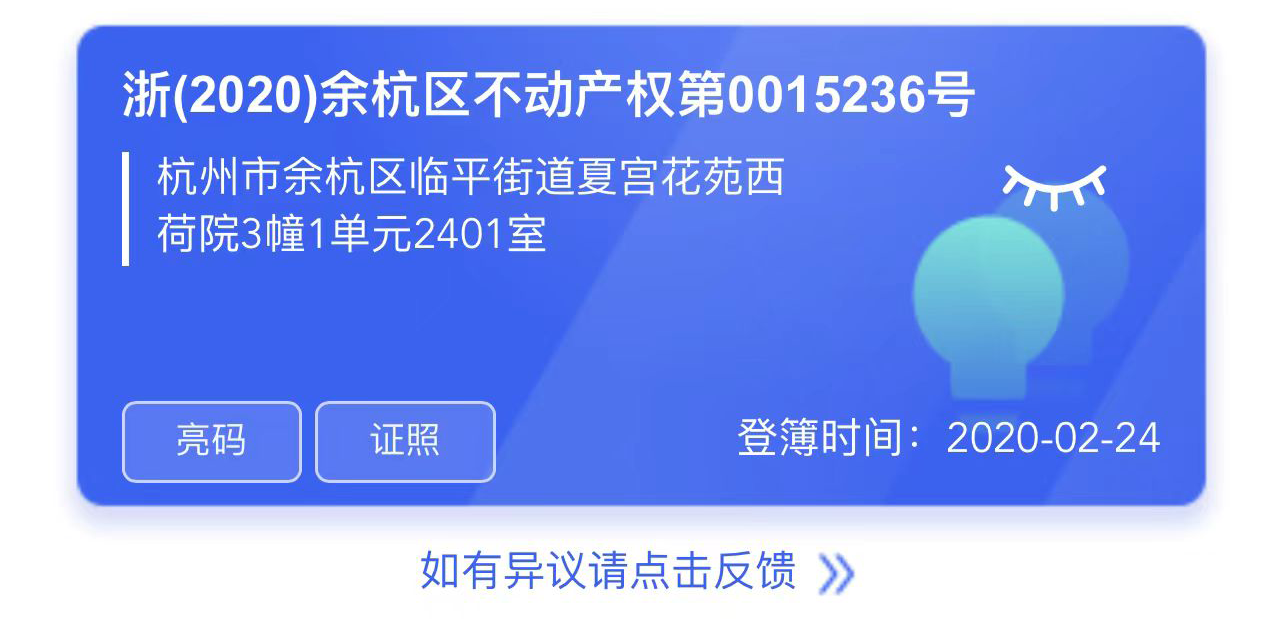 浙(2020)余杭区不动产权第0015236号
杭州市余杭区临平街道夏宫花苑西
荷院3幢1单元2401室
亮码
证照
登簿时间：2020-02-24
如有异议请点击反馈